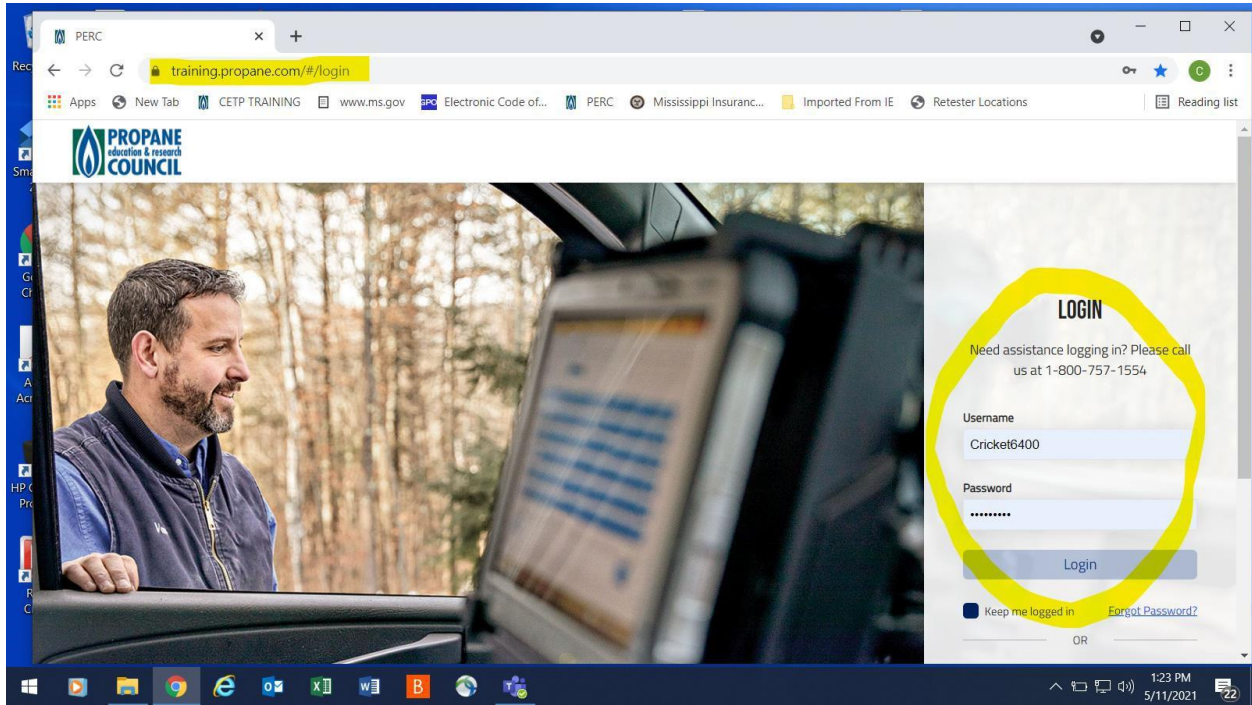 PERC
training.propane.com/#/login
Apps New Tab CETP TRAINING www.ms.gov GPO Electronic Code of... PERC Mississippi Insuranc... Imported From IE Retester Locations Reading list
C
PROPANE
education & research
COUNCIL
LOGIN
Need assistance logging in? Please call
us at 1-800-757-1554
Username
Cricket6400
Password
•••••••••
Login
Keep me logged in Forgot Password?
OR
1:23 PM
5/11/2021
22